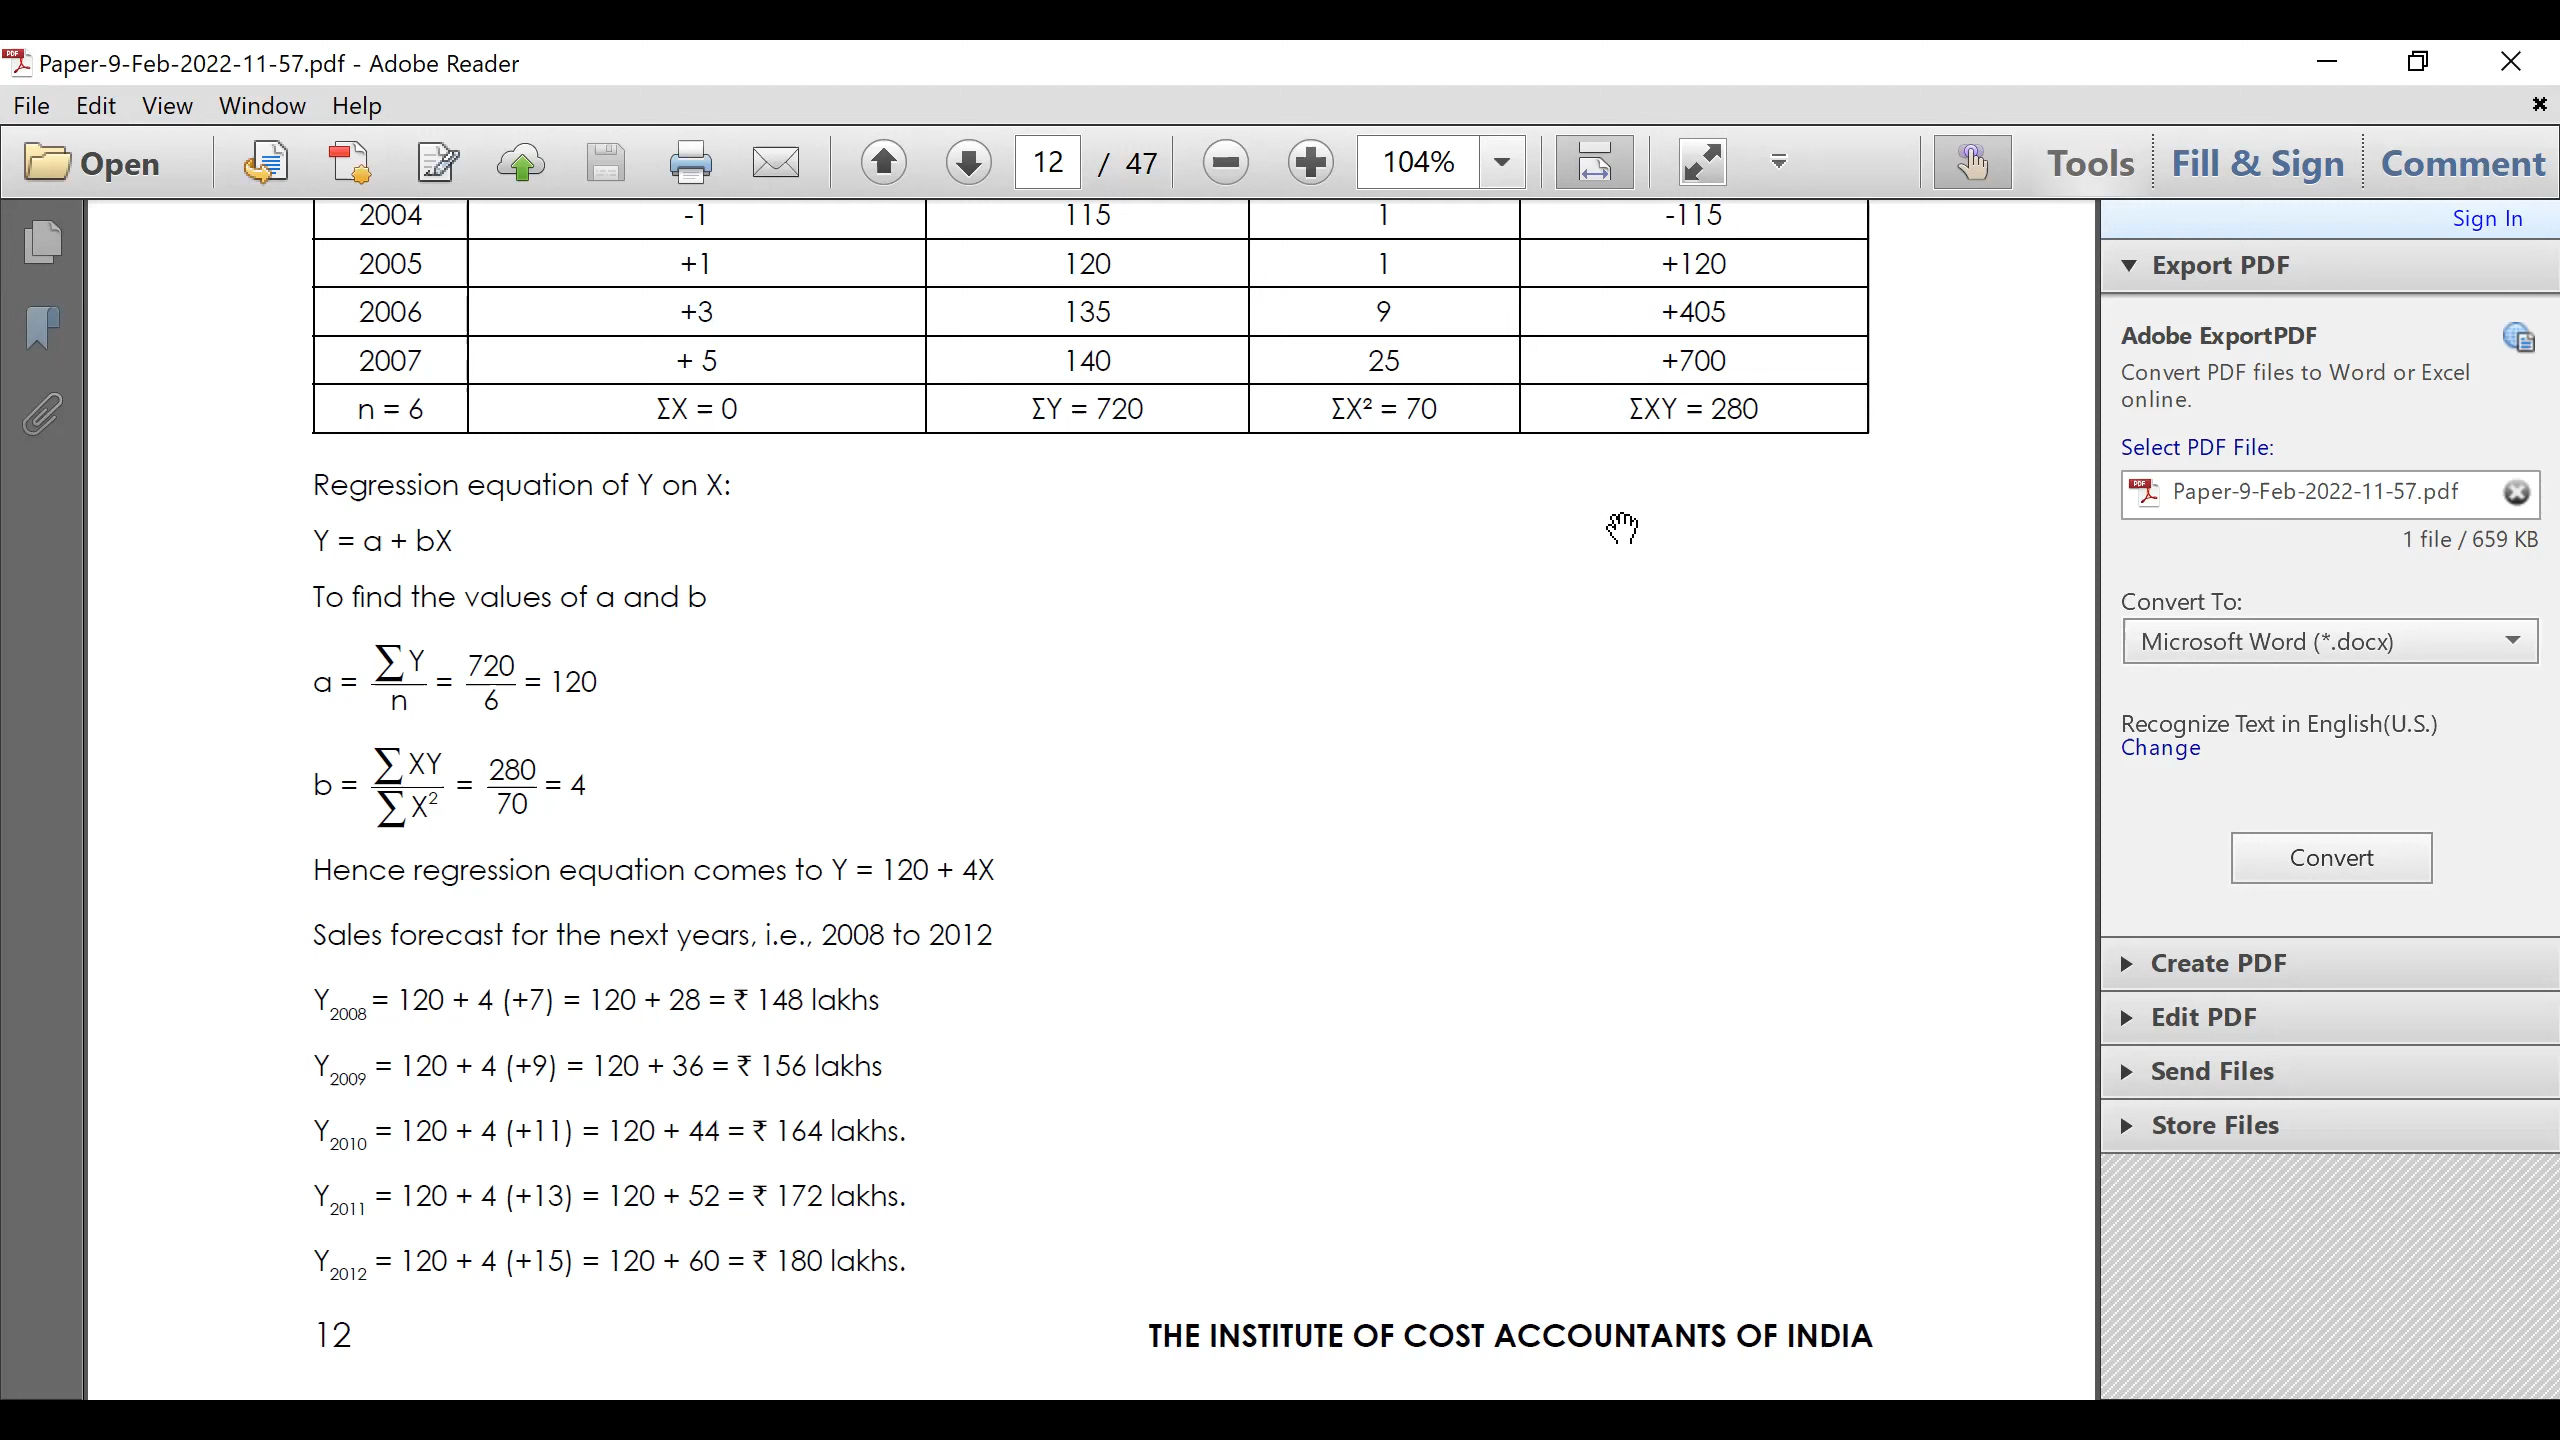 Paper-9-Feb-2022-11-57.pdf - Adobe Reader
File Edit View Window Help
Open 12 / 47 104% Tools Fill & Sign Comment
2004 -1 115 1 -115
2005 +1 120 1 +120
2006 +3 135 9 +405
2007 + 5 140 25 +700
n = 6 ΣX = 0 ΣY = 720 ΣX² = 70 ΣXY = 280
Regression equation of Y on X:
Y = a + bX
To find the values of a and b
a = ∑Y / n = 720 / 6 = 120
b = ∑XY / ∑X² = 280 / 70 = 4
Hence regression equation comes to Y = 120 + 4X
Sales forecast for the next years, i.e., 2008 to 2012
Y2008 = 120 + 4 (+7) = 120 + 28 = ₹ 148 lakhs
Y2009 = 120 + 4 (+9) = 120 + 36 = ₹ 156 lakhs
Y2010 = 120 + 4 (+11) = 120 + 44 = ₹ 164 lakhs.
Y2011 = 120 + 4 (+13) = 120 + 52 = ₹ 172 lakhs.
Y2012 = 120 + 4 (+15) = 120 + 60 = ₹ 180 lakhs.
12 THE INSTITUTE OF COST ACCOUNTANTS OF INDIA
Sign In
Export PDF
Adobe ExportPDF
Convert PDF files to Word or Excel
online.
Select PDF File:
Paper-9-Feb-2022-11-57.pdf
1 file / 659 KB
Convert To:
Microsoft Word (*.docx)
Recognize Text in English(U.S.)
Change
Convert
Create PDF
Edit PDF
Send Files
Store Files